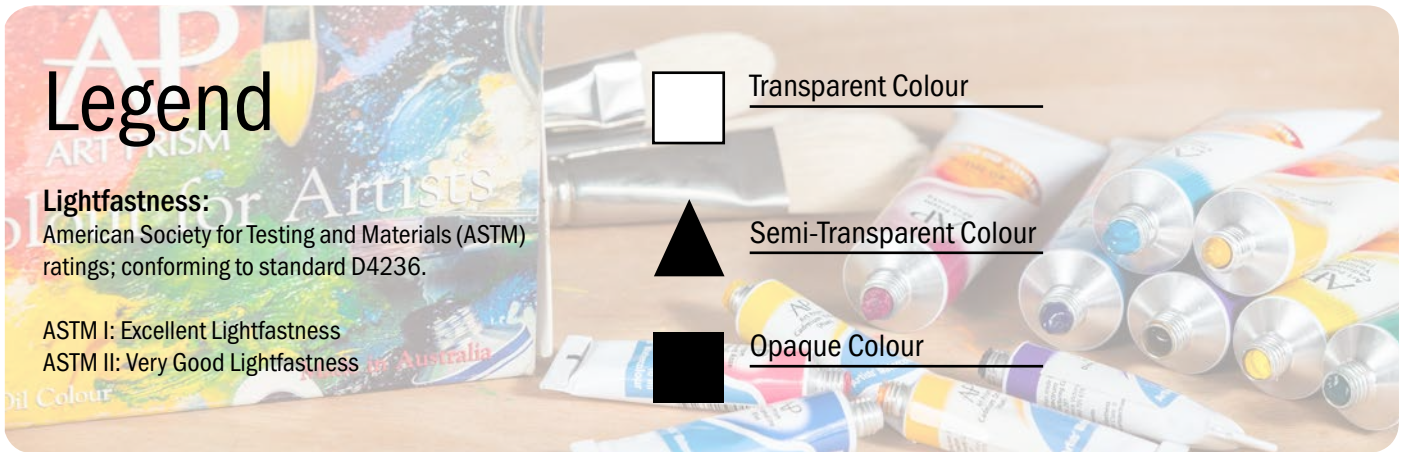 Legend
Lightfastness:
American Society for Testing and Materials (ASTM)
ratings; conforming to standard D4236.
ASTM I: Excellent Lightfastness
ASTM II: Very Good Lightfastness
Transparent Colour
Semi-Transparent Colour
Opaque Colour
AP
ART PRISM
olour for Artists
Australia
Oil Colour